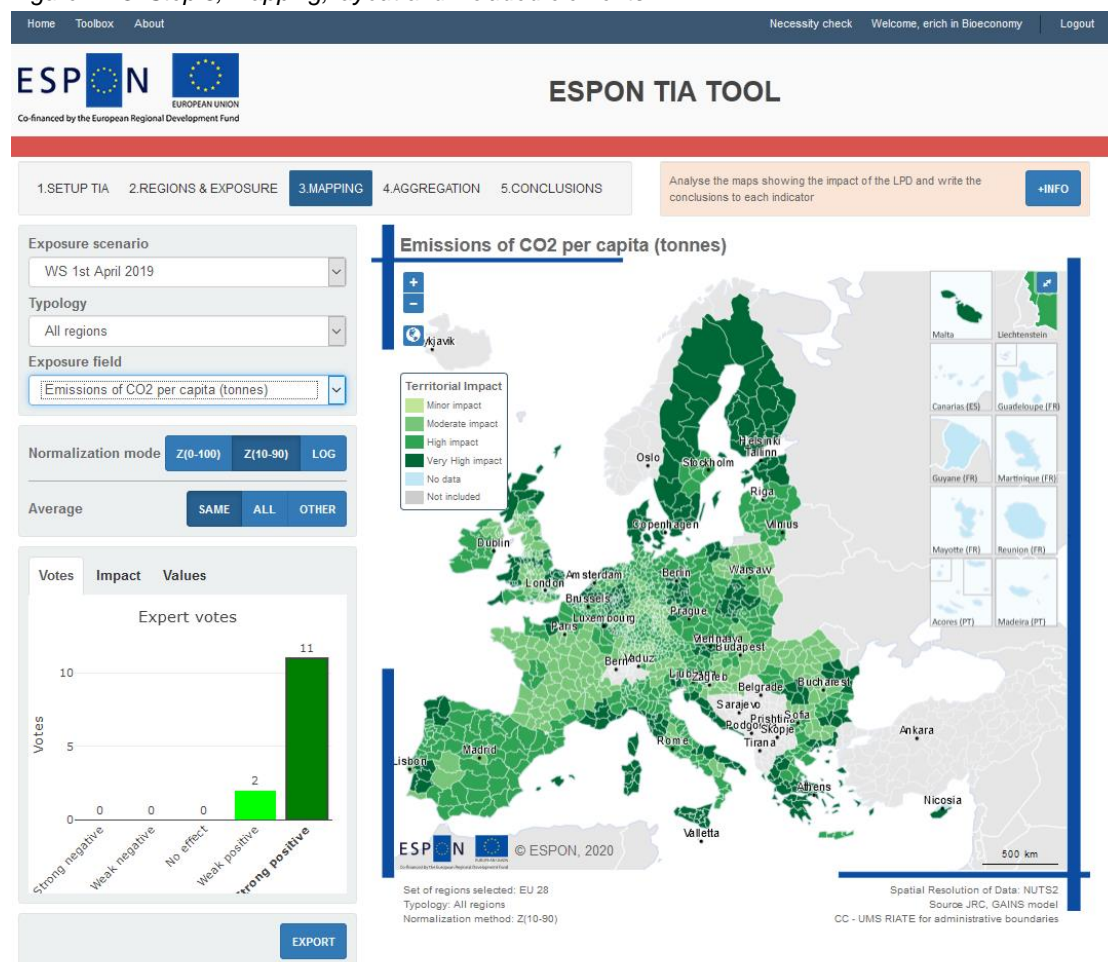 Home Toolbox About Necessity check Welcome, erich in Bioeconomy Logout
ESPON
EUROPEAN UNION
Co-financed by the European Regional Development Fund
ESPON TIA TOOL
1.SETUP TIA 2.REGIONS & EXPOSURE 3.MAPPING 4.AGGREGATION 5.CONCLUSIONS
Analyse the maps showing the impact of the LPD and write the
conclusions to each indicator
+INFO
Exposure scenario
WS 1st April 2019
Typology
All regions
Exposure field
Emissions of CO2 per capita (tonnes)
Normalization mode Z(0-100) Z(10-90) LOG
Average SAME ALL OTHER
Votes Impact Values
Expert votes
Votes
10
5
0
0
0
0
2
11
Strong negative
Weak negative
No effect
Weak positive
Strong positive
EXPORT
Emissions of CO2 per capita (tonnes)
+
−
Territorial Impact
Minor impact
Moderate impact
High impact
Very High impact
No data
Not included
Malta
Liechtenstein
Canarias (ES)
Guadeloupe (FR)
Guyane (FR)
Martinique (FR)
Mayotte (FR)
Reunion (FR)
Acores (PT)
Madeira (PT)
ykjavik
Helsinki
Tallinn
Oslo
Stockholm
Riga
Copenhagen
Vilnius
Dublin
London
Amsterdam
Berlin
Warsaw
Brussels
Luxembourg
Prague
Paris
Budapest
Bern
Vaduz
Zagreb
Belgrade
Bucharest
Sarajevo
Prishtina
Sofia
Skopje
Tirana
Rome
Madrid
Lisbon
Ankara
Athens
Nicosia
Valletta
ESPON
© ESPON, 2020
500 km
Set of regions selected: EU 28
Typology: All regions
Normalization method: Z(10-90)
Spatial Resolution of Data: NUTS2
Source JRC, GAINS model
CC - UMS RIATE for administrative boundaries